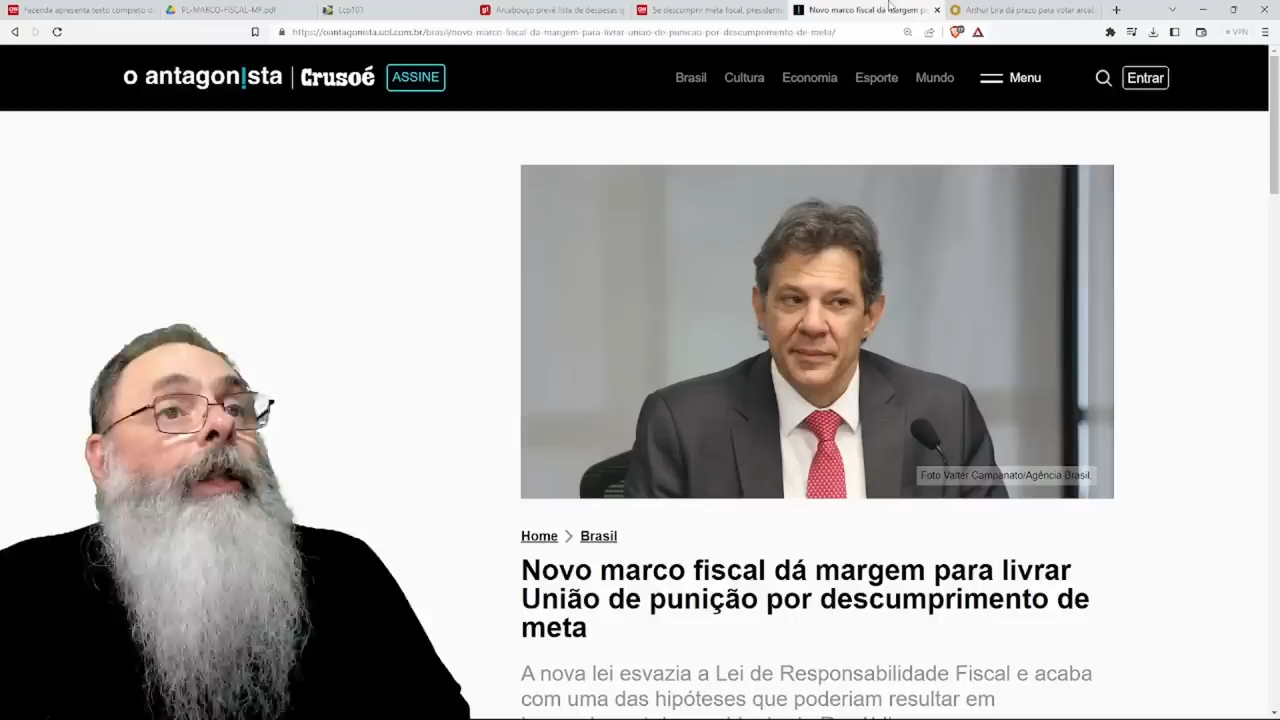 Fazenda apresenta texto completo d
PL-MARCO-FISCAL-MF.pdf
Lcp101
g1 Arcabouço prevê lista de despesas q
Se descumprir meta fiscal, presidente
Novo marco fiscal dá margem p
Arthur Lira dá prazo para votar arcab
https://oantagonista.uol.com.br/brasil/novo-marco-fiscal-da-margem-para-livrar-uniao-de-punicao-por-descumprimento-de-meta/
VPN
o antagon!sta | Crusoé ASSINE
Brasil Cultura Economia Esporte Mundo Menu Entrar
Foto Valter Campanato/Agência Brasil.
Home > Brasil
Novo marco fiscal dá margem para livrar
União de punição por descumprimento de
meta
A nova lei esvazia a Lei de Responsabilidade Fiscal e acaba
com uma das hipóteses que poderiam resultar em